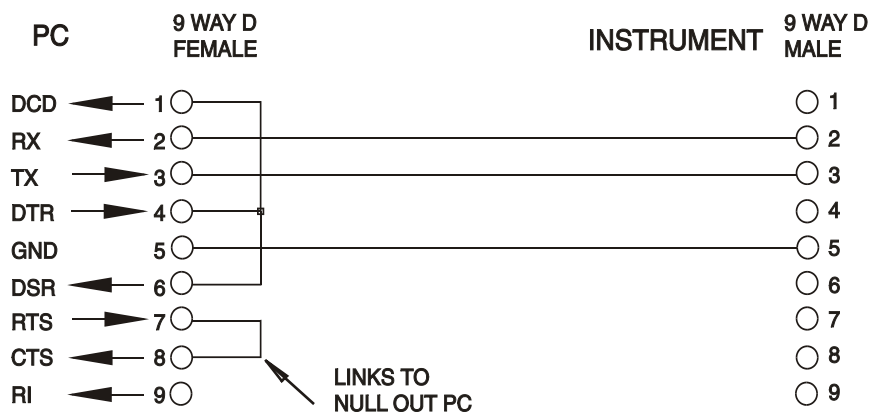 PC
9 WAY D
FEMALE
INSTRUMENT
9 WAY D
MALE
DCD 1 1
RX 2 2
TX 3 3
DTR 4 4
GND 5 5
DSR 6 6
RTS 7 7
CTS 8 8
RI 9 9
LINKS TO
NULL OUT PC